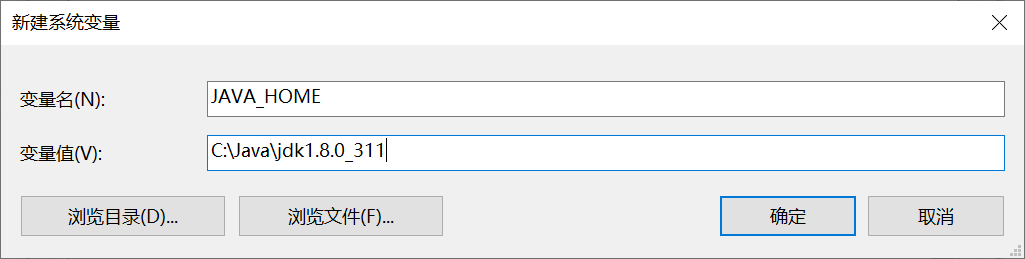 新建系统变量
变量名(N):
JAVA_HOME
变量值(V):
C:\Java\jdk1.8.0_311
浏览目录(D)...
浏览文件(F)...
确定
取消